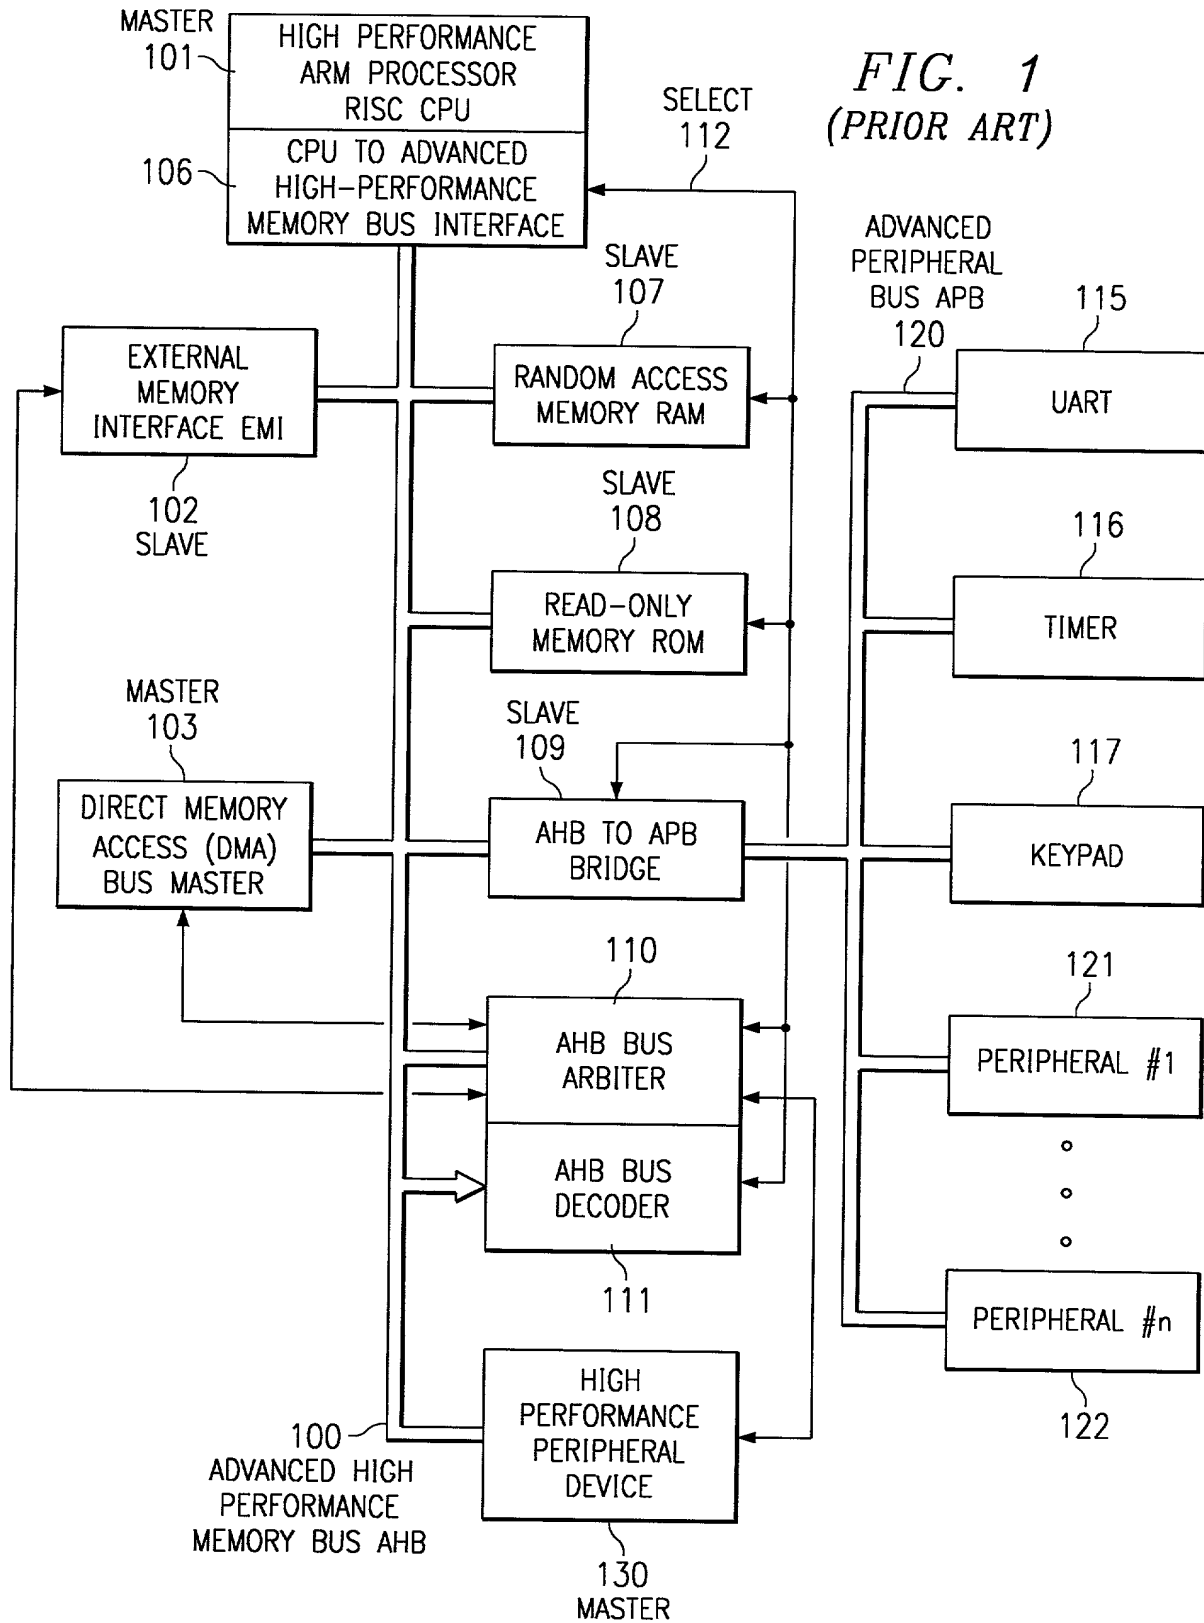 MASTER
101
HIGH PERFORMANCE
ARM PROCESSOR
RISC CPU
FIG. 1
(PRIOR ART)
SELECT
112
106
CPU TO ADVANCED
HIGH-PERFORMANCE
MEMORY BUS INTERFACE
ADVANCED
PERIPHERAL
BUS APB
120
SLAVE
107
115
EXTERNAL
MEMORY
INTERFACE EMI
RANDOM ACCESS
MEMORY RAM
UART
102
SLAVE
SLAVE
108
116
READ-ONLY
MEMORY ROM
TIMER
MASTER
103
SLAVE
109
117
DIRECT MEMORY
ACCESS (DMA)
BUS MASTER
AHB TO APB
BRIDGE
KEYPAD
110
121
AHB BUS
ARBITER
PERIPHERAL #1
AHB BUS
DECODER
111
PERIPHERAL #n
122
HIGH
PERFORMANCE
PERIPHERAL
DEVICE
100
ADVANCED HIGH
PERFORMANCE
MEMORY BUS AHB
130
MASTER